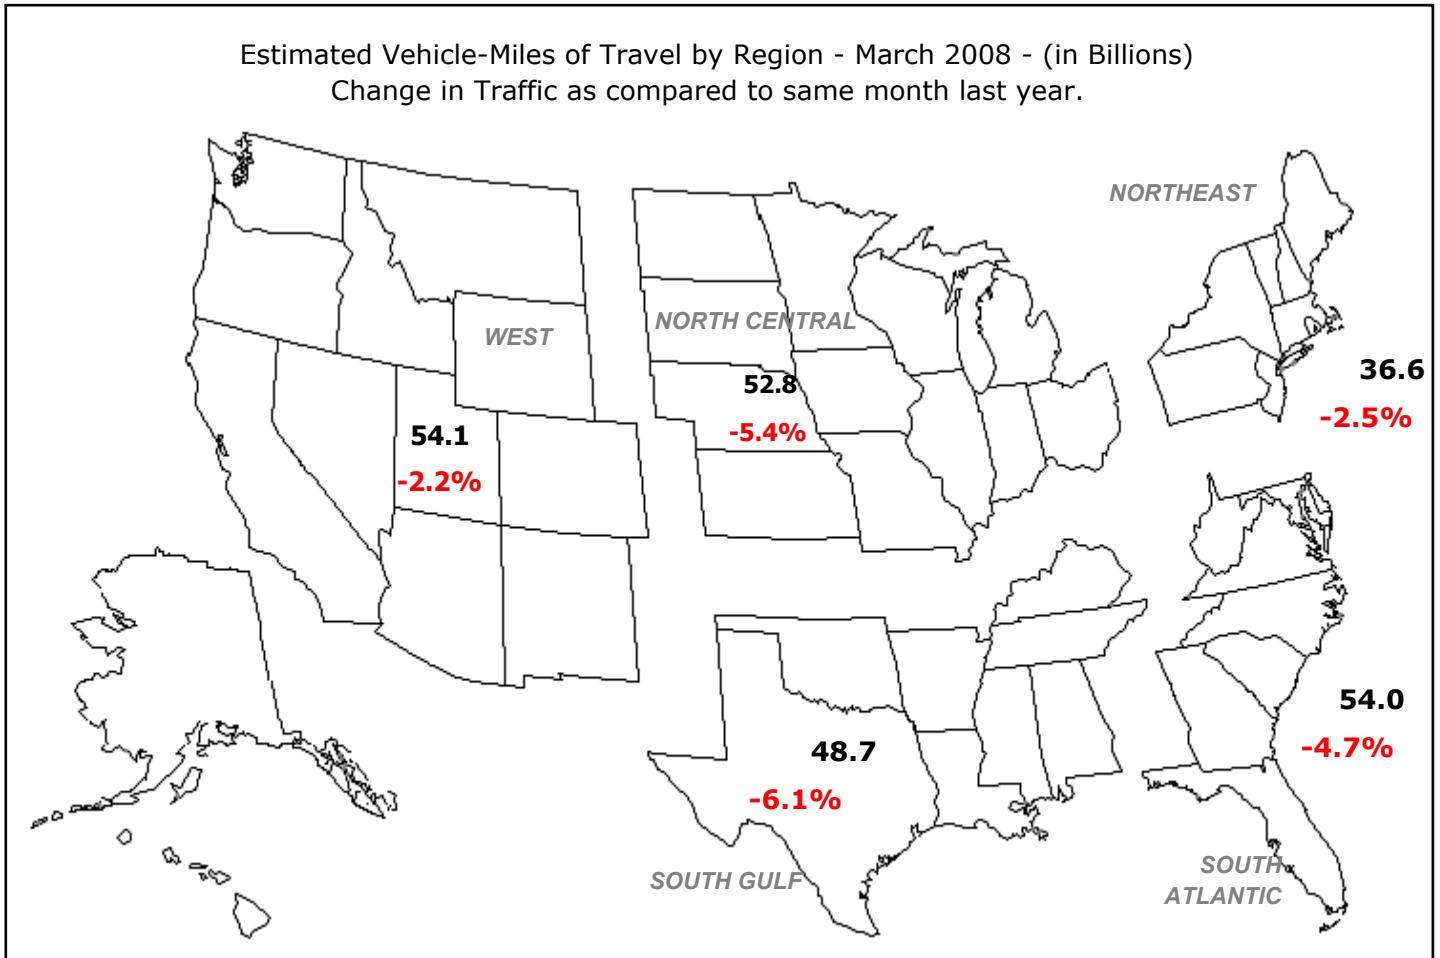 Estimated Vehicle-Miles of Travel by Region - March 2008 - (in Billions)
Change in Traffic as compared to same month last year.
NORTHEAST
WEST
NORTH CENTRAL
36.6
-2.5%
52.8
-5.4%
54.1
-2.2%
54.0
-4.7%
48.7
-6.1%
SOUTH GULF
SOUTH
ATLANTIC